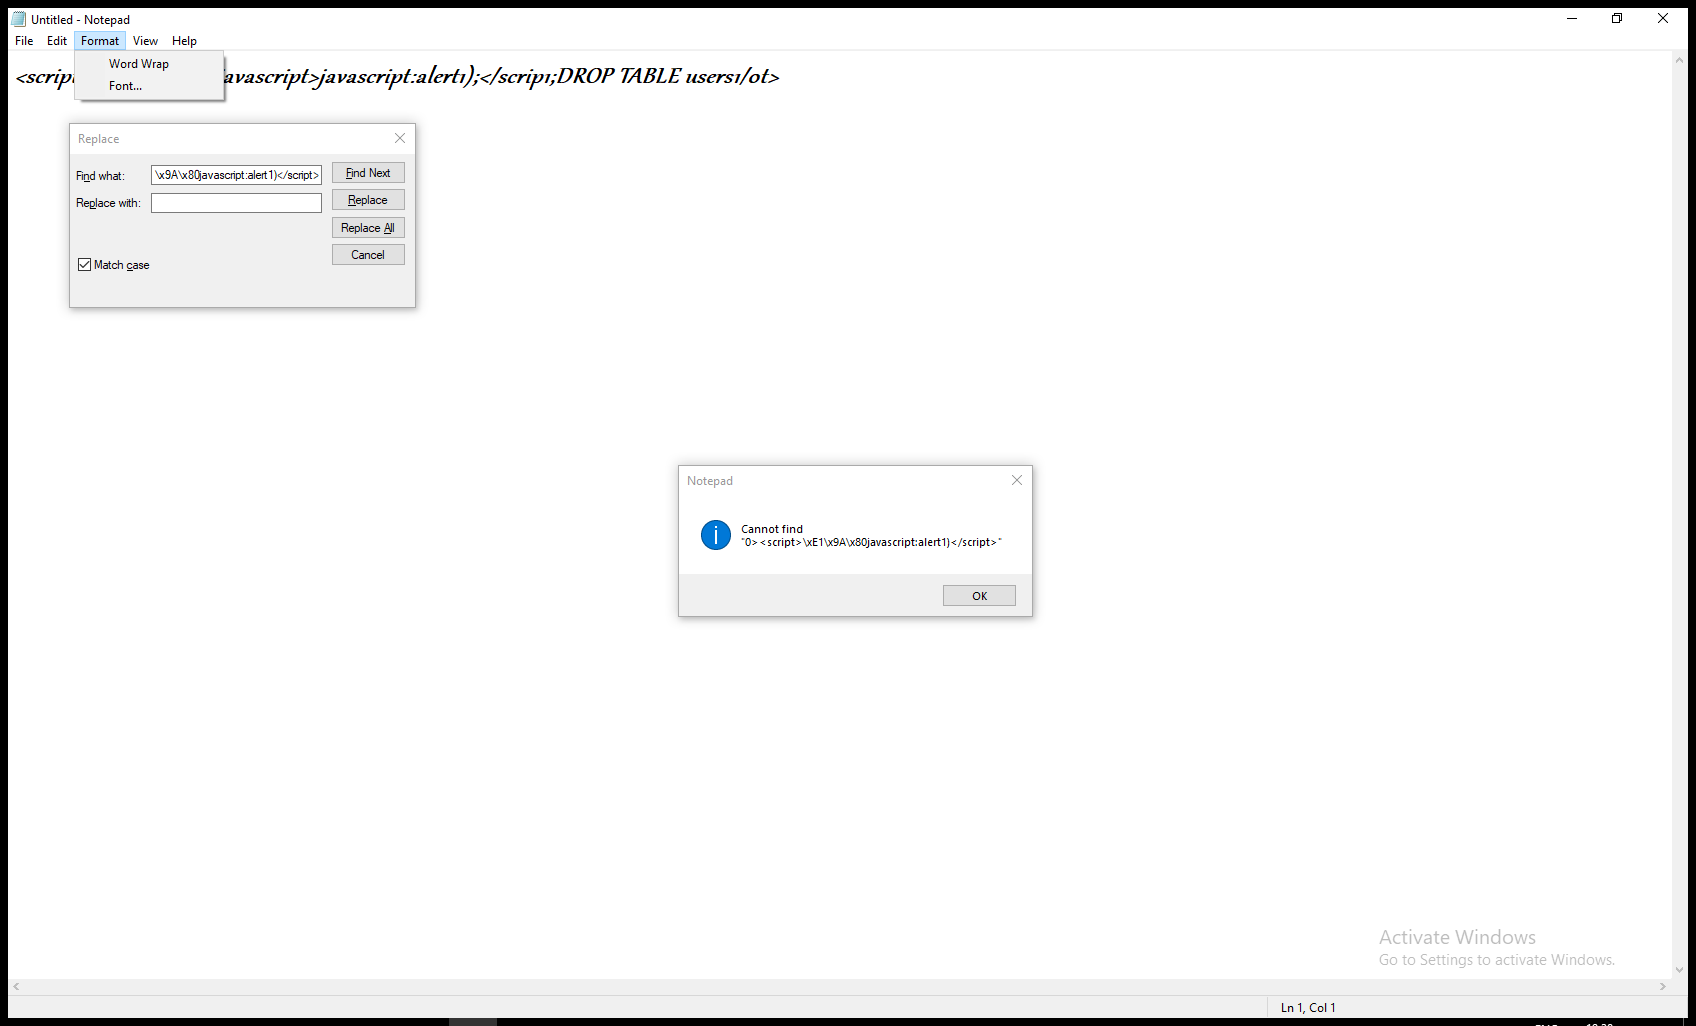 Untitled - Notepad
File Edit Format View Help
Word Wrap
Font...
<script avascript>javascript:alert1);</scrip1;DROP TABLE users1/ot>
Replace
Find what: \x9A\x80javascript:alert1)</script> Find Next
Replace with: Replace
Replace All
Cancel
Match case
Notepad
Cannot find
"0><script>\xE1\x9A\x80javascript:alert1)</script>"
OK
Activate Windows
Go to Settings to activate Windows.
Ln 1, Col 1